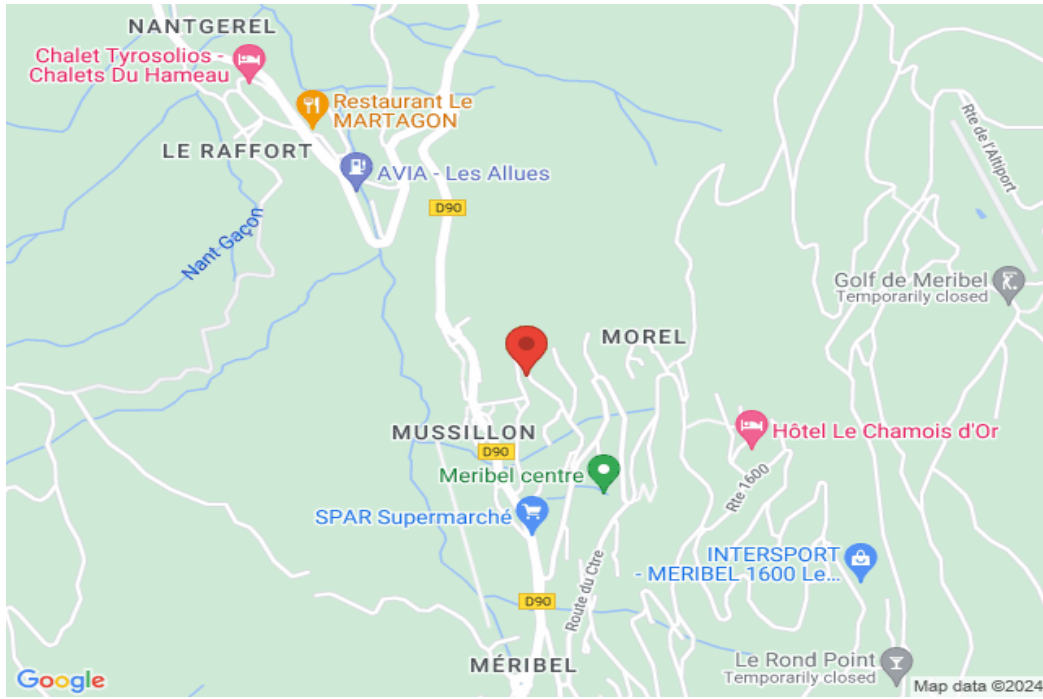 NANTGEREL
Chalet Tyrosolios -
Chalets Du Hameau
Restaurant Le
MARTAGON
LE RAFFORT
AVIA - Les Allues
Rte de l'Altiport
D90
Nant Gaçon
Golf de Meribel
Temporarily closed
MOREL
MUSSILLON
Hôtel Le Chamois d'Or
D90
Meribel centre
Rte 1600
SPAR Supermarché
INTERSPORT
- MERIBEL 1600 Le...
D90
Route du Ctre
MÉRIBEL
Le Rond Point
Temporarily closed
Google
Map data ©2024